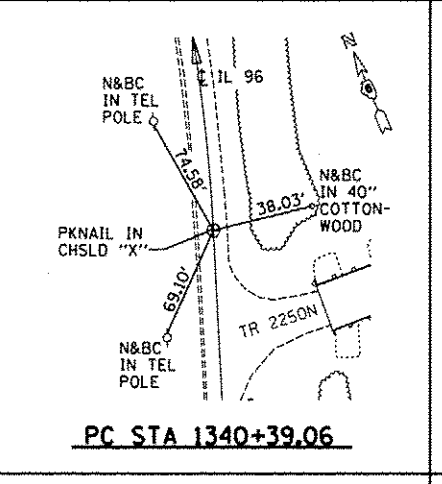 N&BC
IN TEL
POLE
℄ IL 96
N
74.58'
N&BC
IN 40"
COTTON-
WOOD
38.03'
PKNAIL IN
CHSLD "X"
69.10'
TR 2250N
N&BC
IN TEL
POLE
PC STA 1340+39.06